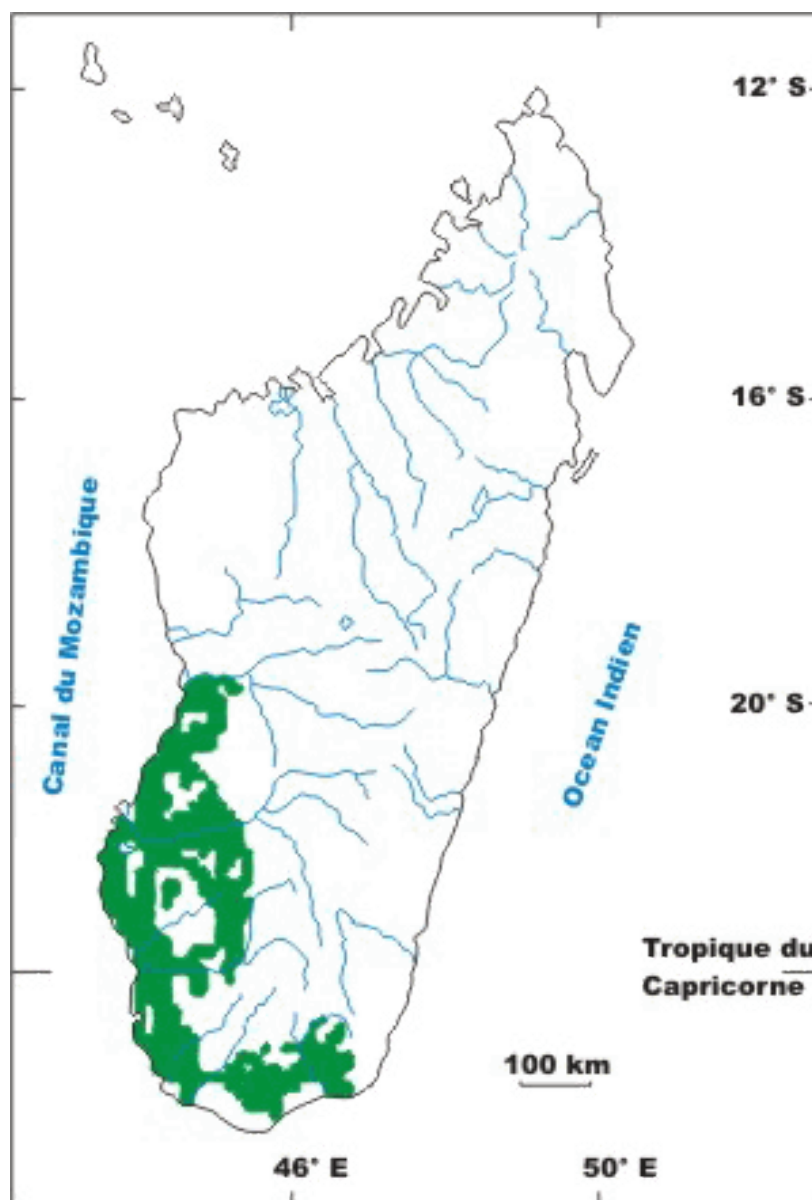 12° S
16° S
Canal du Mozambique
20° S
Ocean Indien
Tropique du
Capricorne
100 km
46° E
50° E